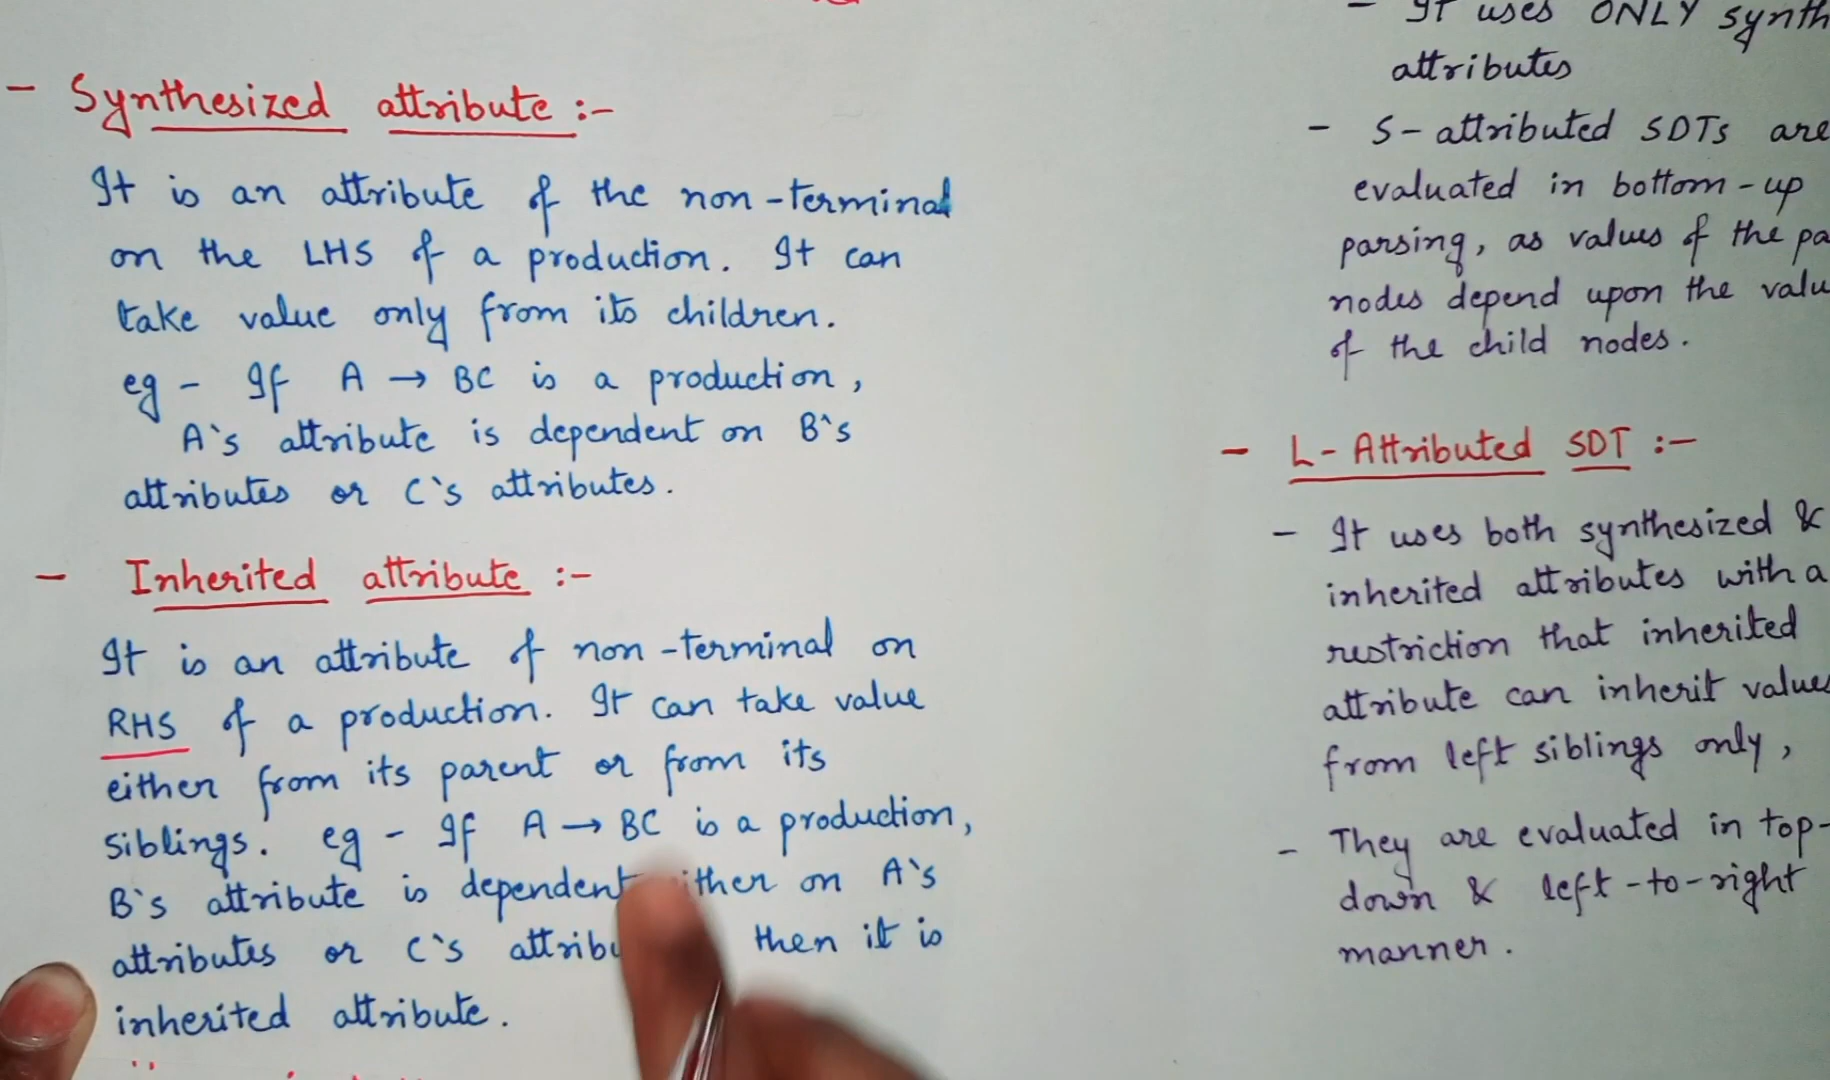 - Synthesized attribute :-
It is an attribute of the non-terminal
on the LHS of a production. It can
take value only from its children.
eg - If A → BC is a production,
A's attribute is dependent on B's
attributes or C's attributes.
- Inherited attribute :-
It is an attribute of non-terminal on
RHS of a production. It can take value
either from its parent or from its
siblings. eg - If A → BC is a production,
B's attribute is dependent either on A's
attributes or C's then it is
inherited attribute.
- It uses ONLY synth
attributes
- S-attributed SDTs are
evaluated in bottom-up
parsing, as values of the pa
nodes depend upon the valu
of the child nodes.
- L-Attributed SDT :-
- It uses both synthesized &
inherited attributes with a
restriction that inherited
attribute can inherit values
from left siblings only,
- They are evaluated in top-
down & left-to-right
manner.